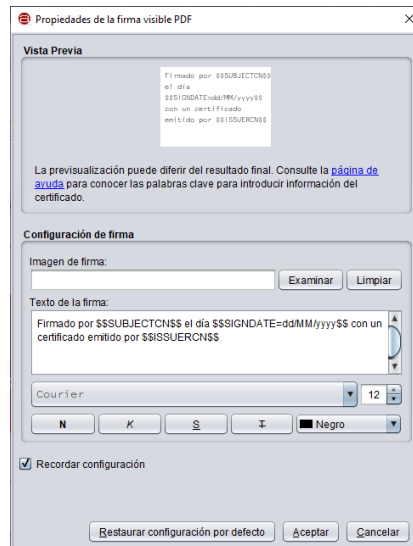 Propiedades de la firma visible PDF
Vista Previa
Firmado por $$SUBJECTCN$$
el día
$$SIGNDATE=dd/MM/yyyy$$
con un certificado
emitido por $$ISSUERCN$$
La previsualización puede diferir del resultado final. Consulte la página de
ayuda para conocer las palabras clave para introducir información del
certificado.
Configuración de firma
Imagen de firma:
Examinar Limpiar
Texto de la firma:
Firmado por $$SUBJECTCN$$ el día $$SIGNDATE=dd/MM/yyyy$$ con un
certificado emitido por $$ISSUERCN$$
Courier 12
N K S T Negro
Recordar configuración
Restaurar configuración por defecto Aceptar Cancelar